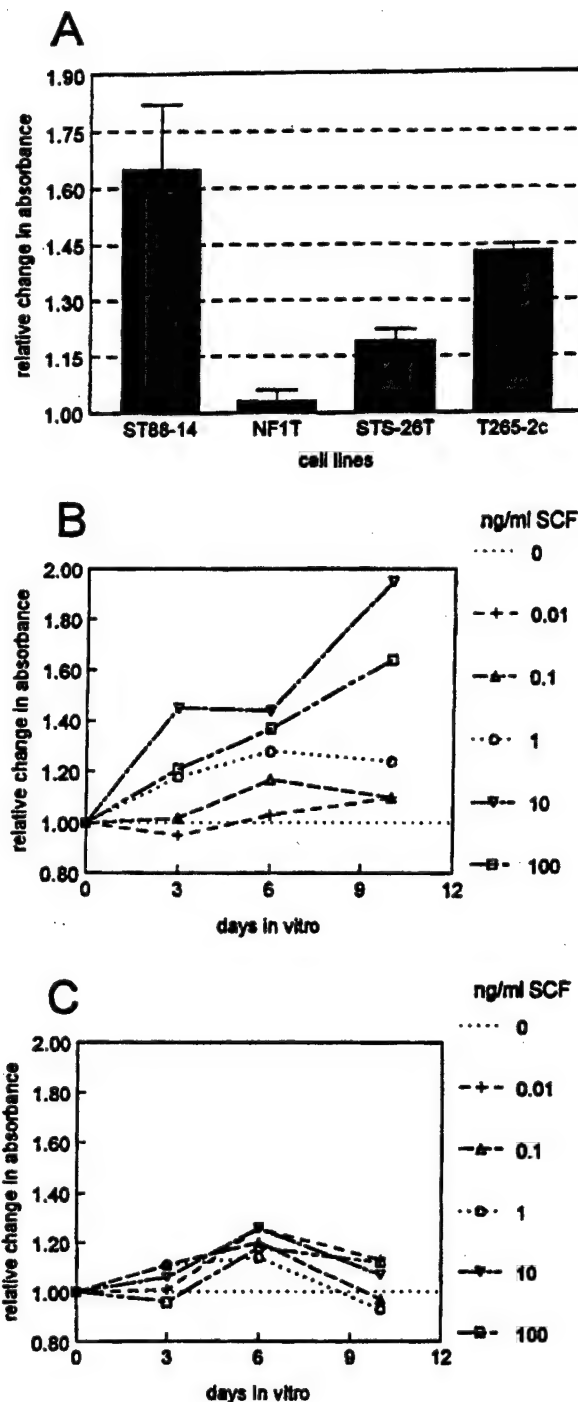 A
relative change in absorbance
1.90
1.75
1.60
1.45
1.30
1.15
1.00
ST88-14 NF1T STS-26T T265-2c
cell lines
B
ng/ml SCF
relative change in absorbance
2.00
1.80
1.60
1.40
1.20
1.00
0.80
0 3 6 9 12
days in vitro
0
0.01
0.1
1
10
100
C
ng/ml SCF
relative change in absorbance
2.00
1.80
1.60
1.40
1.20
1.00
0.80
0 3 6 9 12
days in vitro
0
0.01
0.1
1
10
100